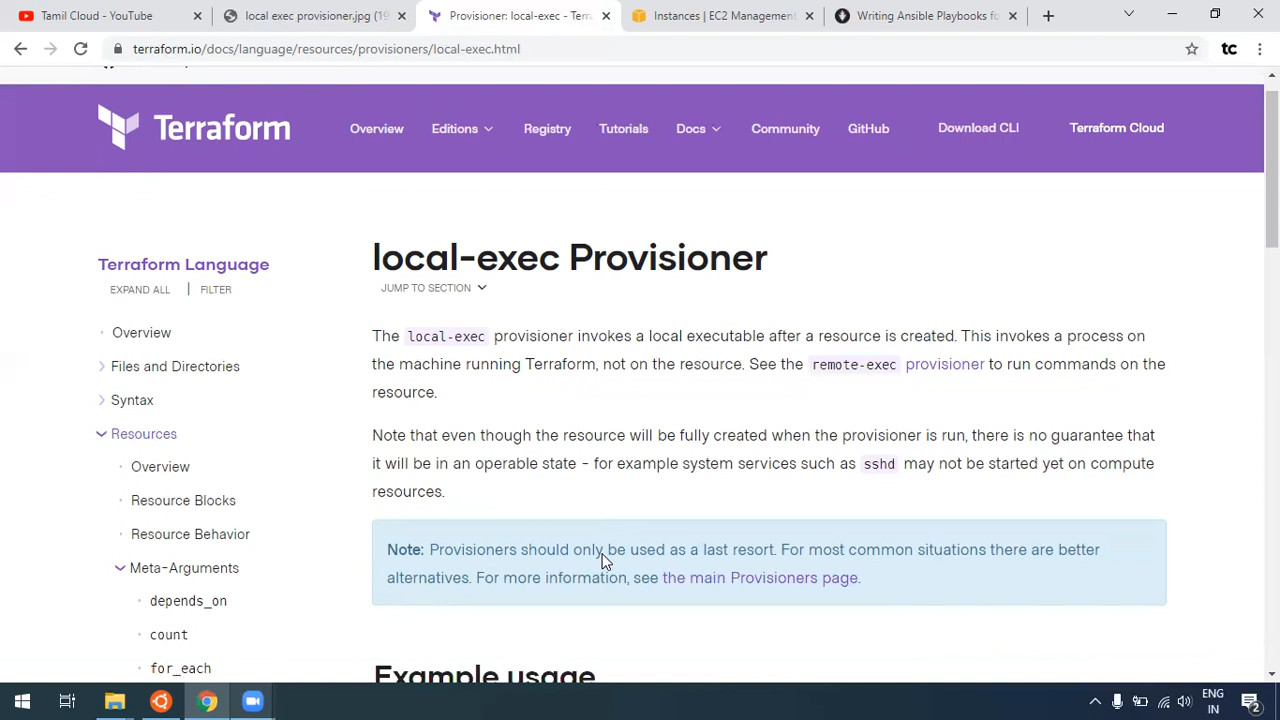 Tamil Cloud - YouTube
local exec provisioner.jpg (19
Provisioner: local-exec - Terr
Instances | EC2 Management
Writing Ansible Playbooks fo
terraform.io/docs/language/resources/provisioners/local-exec.html
tc
Terraform
Overview
Editions
Registry
Tutorials
Docs
Community
GitHub
Download CLI
Terraform Cloud
Terraform Language
EXPAND ALL | FILTER
Overview
Files and Directories
Syntax
Resources
Overview
Resource Blocks
Resource Behavior
Meta-Arguments
depends_on
count
for_each
local-exec Provisioner
JUMP TO SECTION
The local-exec provisioner invokes a local executable after a resource is created. This invokes a process on
the machine running Terraform, not on the resource. See the remote-exec provisioner to run commands on the
resource.
Note that even though the resource will be fully created when the provisioner is run, there is no guarantee that
it will be in an operable state - for example system services such as sshd may not be started yet on compute
resources.
Note: Provisioners should only be used as a last resort. For most common situations there are better
alternatives. For more information, see the main Provisioners page.
Example usage
ENG
IN
2